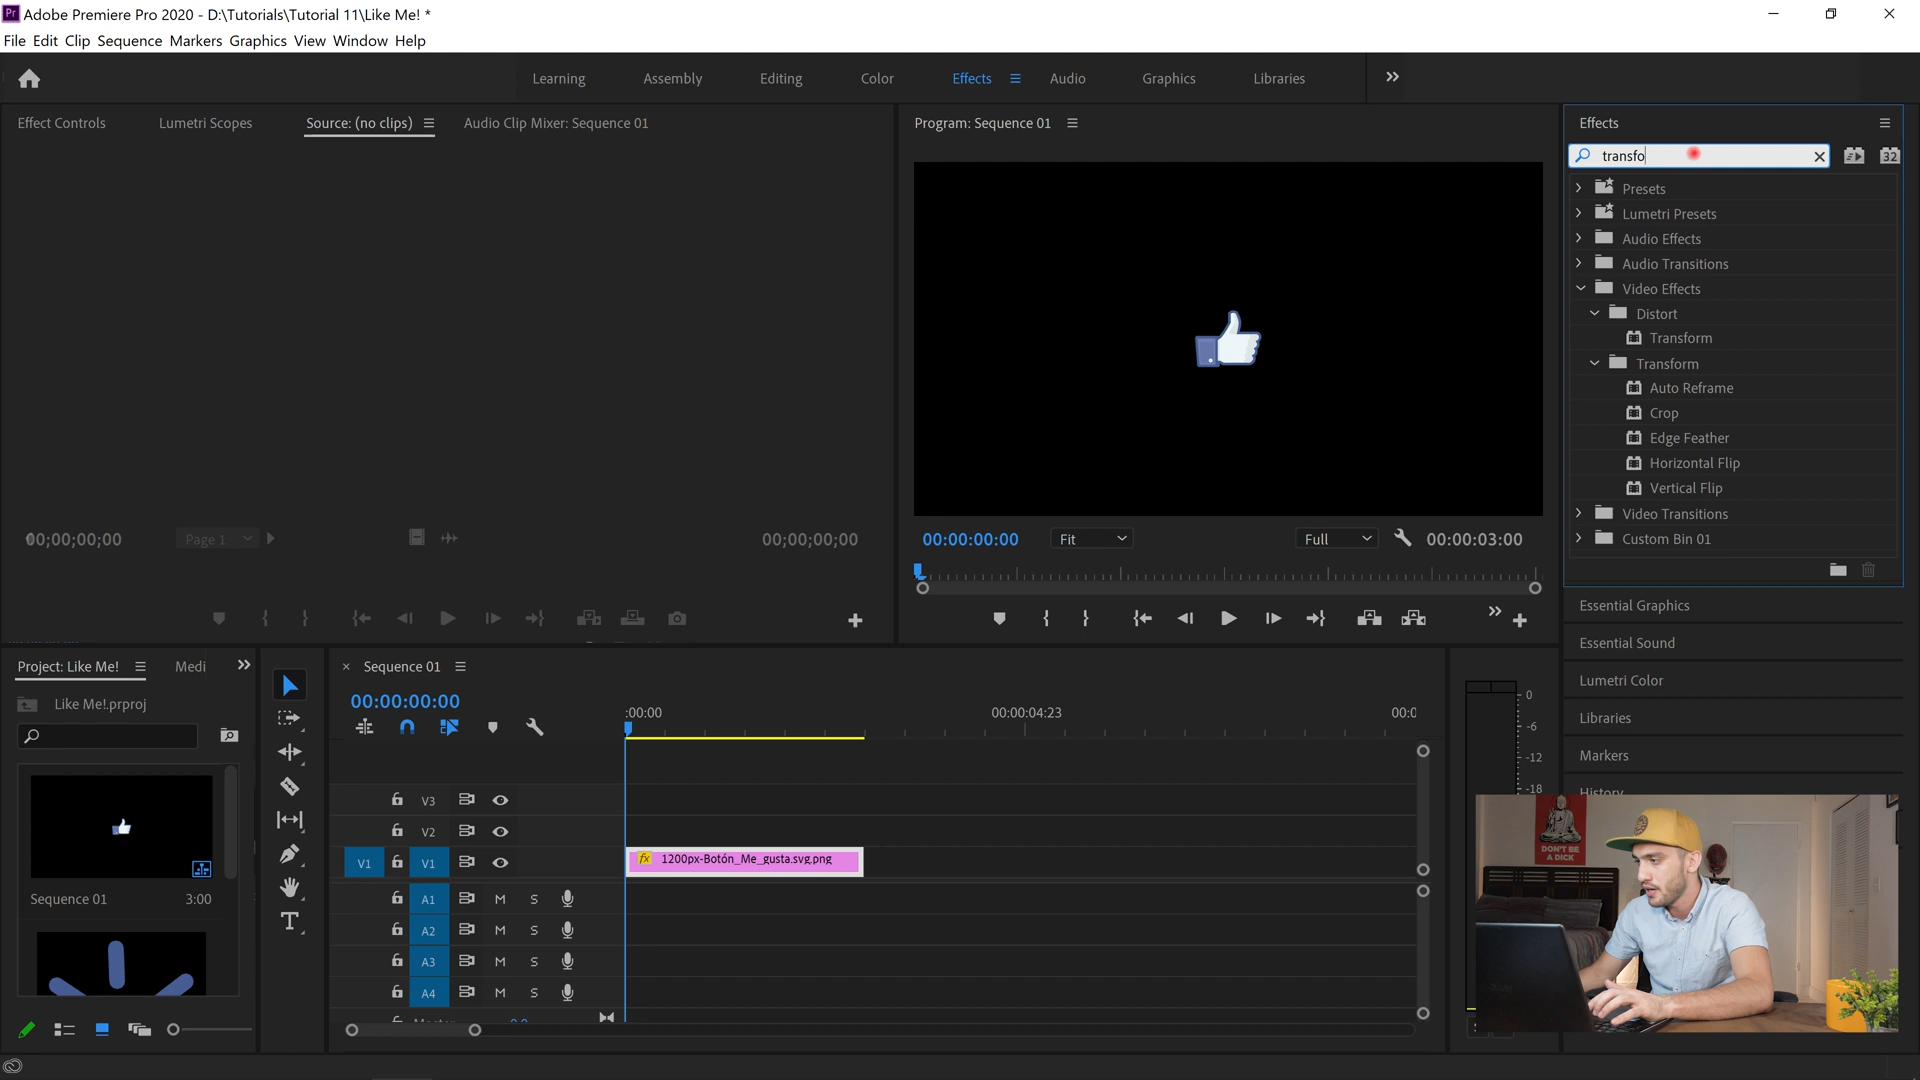 Pr Adobe Premiere Pro 2020 - D:\Tutorials\Tutorial 11\Like Me! *
File Edit Clip Sequence Markers Graphics View Window Help
Learning Assembly Editing Color Effects Audio Graphics Libraries
Effect Controls Lumetri Scopes Source: (no clips) Audio Clip Mixer: Sequence 01
Program: Sequence 01
Effects
transfo
32
Presets
Lumetri Presets
Audio Effects
Audio Transitions
Video Effects
Distort
Transform
Transform
Auto Reframe
Crop
Edge Feather
Horizontal Flip
Vertical Flip
Video Transitions
Custom Bin 01
00;00;00;00 Page 1 00;00;00;00
00:00:00:00 Fit Full 00:00:03:00
Essential Graphics
Essential Sound
Lumetri Color
Libraries
Markers
History
Project: Like Me! Medi
Like Me!.prproj
Sequence 01 3:00
Sequence 01
00:00:00:00
:00:00 00:00:04:23 00:0
V3
V2
V1 V1 fx 1200px-Botón_Me_gusta.svg.png
A1 M S
A2 M S
A3 M S
A4 M S
0
-6
-12
-18
DON'T BE
A DICK